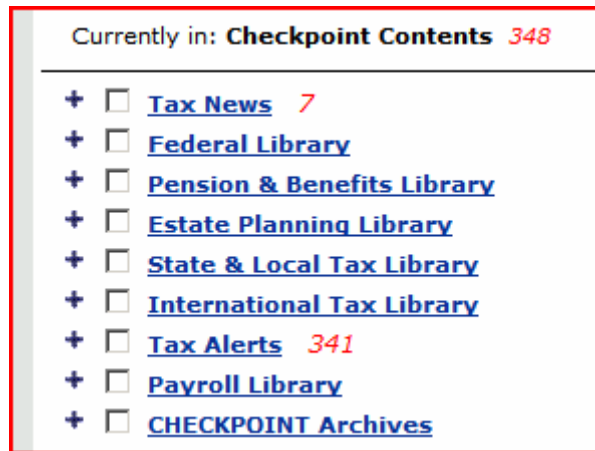 Currently in: Checkpoint Contents 348
Tax News 7
Federal Library
Pension & Benefits Library
Estate Planning Library
State & Local Tax Library
International Tax Library
Tax Alerts 341
Payroll Library
CHECKPOINT Archives